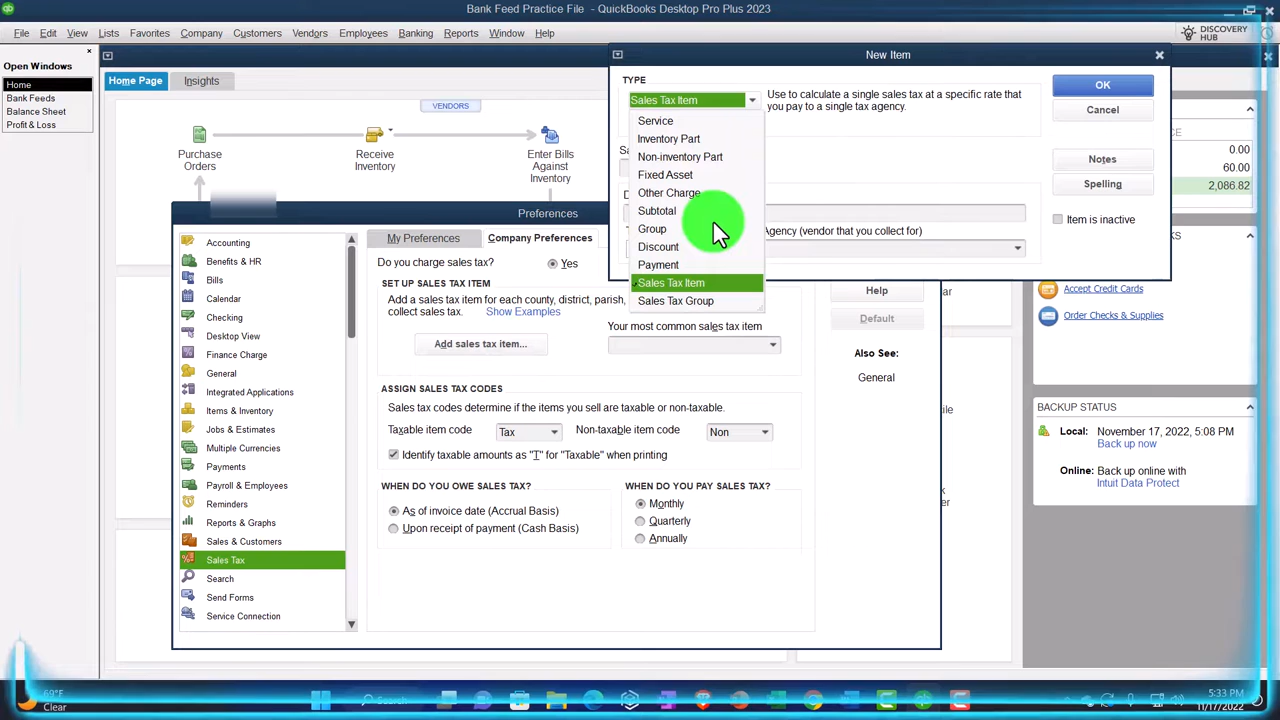 Bank Feed Practice File - QuickBooks Desktop Pro Plus 2023
File Edit View Lists Favorites Company Customers Vendors Employees Banking Reports Window Help
DISCOVERY HUB
Open Windows
Home
Bank Feeds
Balance Sheet
Profit & Loss
Home Page
Insights
VENDORS
Purchase Orders
Receive Inventory
Enter Bills Against Inventory
New Item
TYPE
Sales Tax Item
Use to calculate a single sales tax at a specific rate that you pay to a single tax agency.
Service
Inventory Part
Non-inventory Part
Fixed Asset
Other Charge
Subtotal
Group
Discount
Payment
Sales Tax Item
Sales Tax Group
Agency (vendor that you collect for)
OK
Cancel
Notes
Spelling
Item is inactive
0.00
60.00
2,086.82
Preferences
Accounting
Benefits & HR
Bills
Calendar
Checking
Desktop View
Finance Charge
General
Integrated Applications
Items & Inventory
Jobs & Estimates
Multiple Currencies
Payments
Payroll & Employees
Reminders
Reports & Graphs
Sales & Customers
Sales Tax
Search
Send Forms
Service Connection
My Preferences
Company Preferences
Do you charge sales tax?
Yes
SET UP SALES TAX ITEM
Add a sales tax item for each county, district, parish,
collect sales tax. Show Examples
Add sales tax item...
Your most common sales tax item
ASSIGN SALES TAX CODES
Sales tax codes determine if the items you sell are taxable or non-taxable.
Taxable item code Tax Non-taxable item code Non
Identify taxable amounts as "T" for "Taxable" when printing
WHEN DO YOU OWE SALES TAX?
As of invoice date (Accrual Basis)
Upon receipt of payment (Cash Basis)
WHEN DO YOU PAY SALES TAX?
Monthly
Quarterly
Annually
Help
Default
Also See:
General
Accept Credit Cards
Order Checks & Supplies
BACKUP STATUS
Local: November 17, 2022, 5:08 PM
Back up now
Online: Back up online with
Intuit Data Protect
69°F
Clear
Search
5:33 PM
11/17/2022